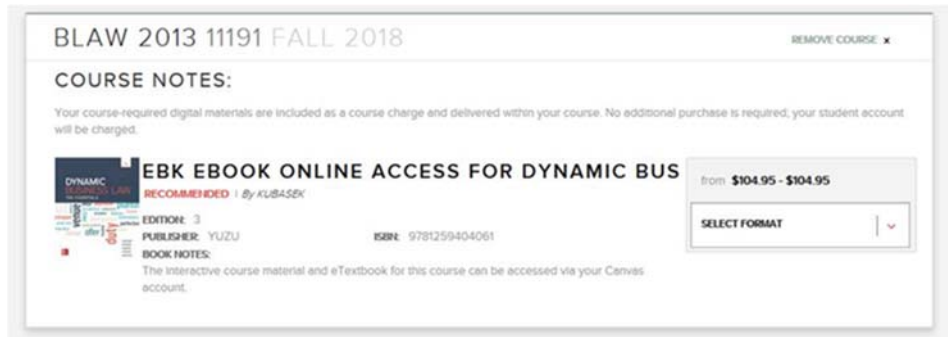 BLAW 2013 11191 FALL 2018
REMOVE COURSE x
COURSE NOTES:
Your course-required digital materials are included as a course charge and delivered within your course. No additional purchase is required; your student account
will be charged.
EBK EBOOK ONLINE ACCESS FOR DYNAMIC BUS
RECOMMENDED | By KUBASEK
EDITION: 3
PUBLISHER: YUZU
ISBN: 9781259404061
BOOK NOTES:
The interactive course material and eTextbook for this course can be accessed via your Canvas
account.
from $104.95 - $104.95
SELECT FORMAT
DYNAMIC
BUSINESS LAW
venue
offer
duty